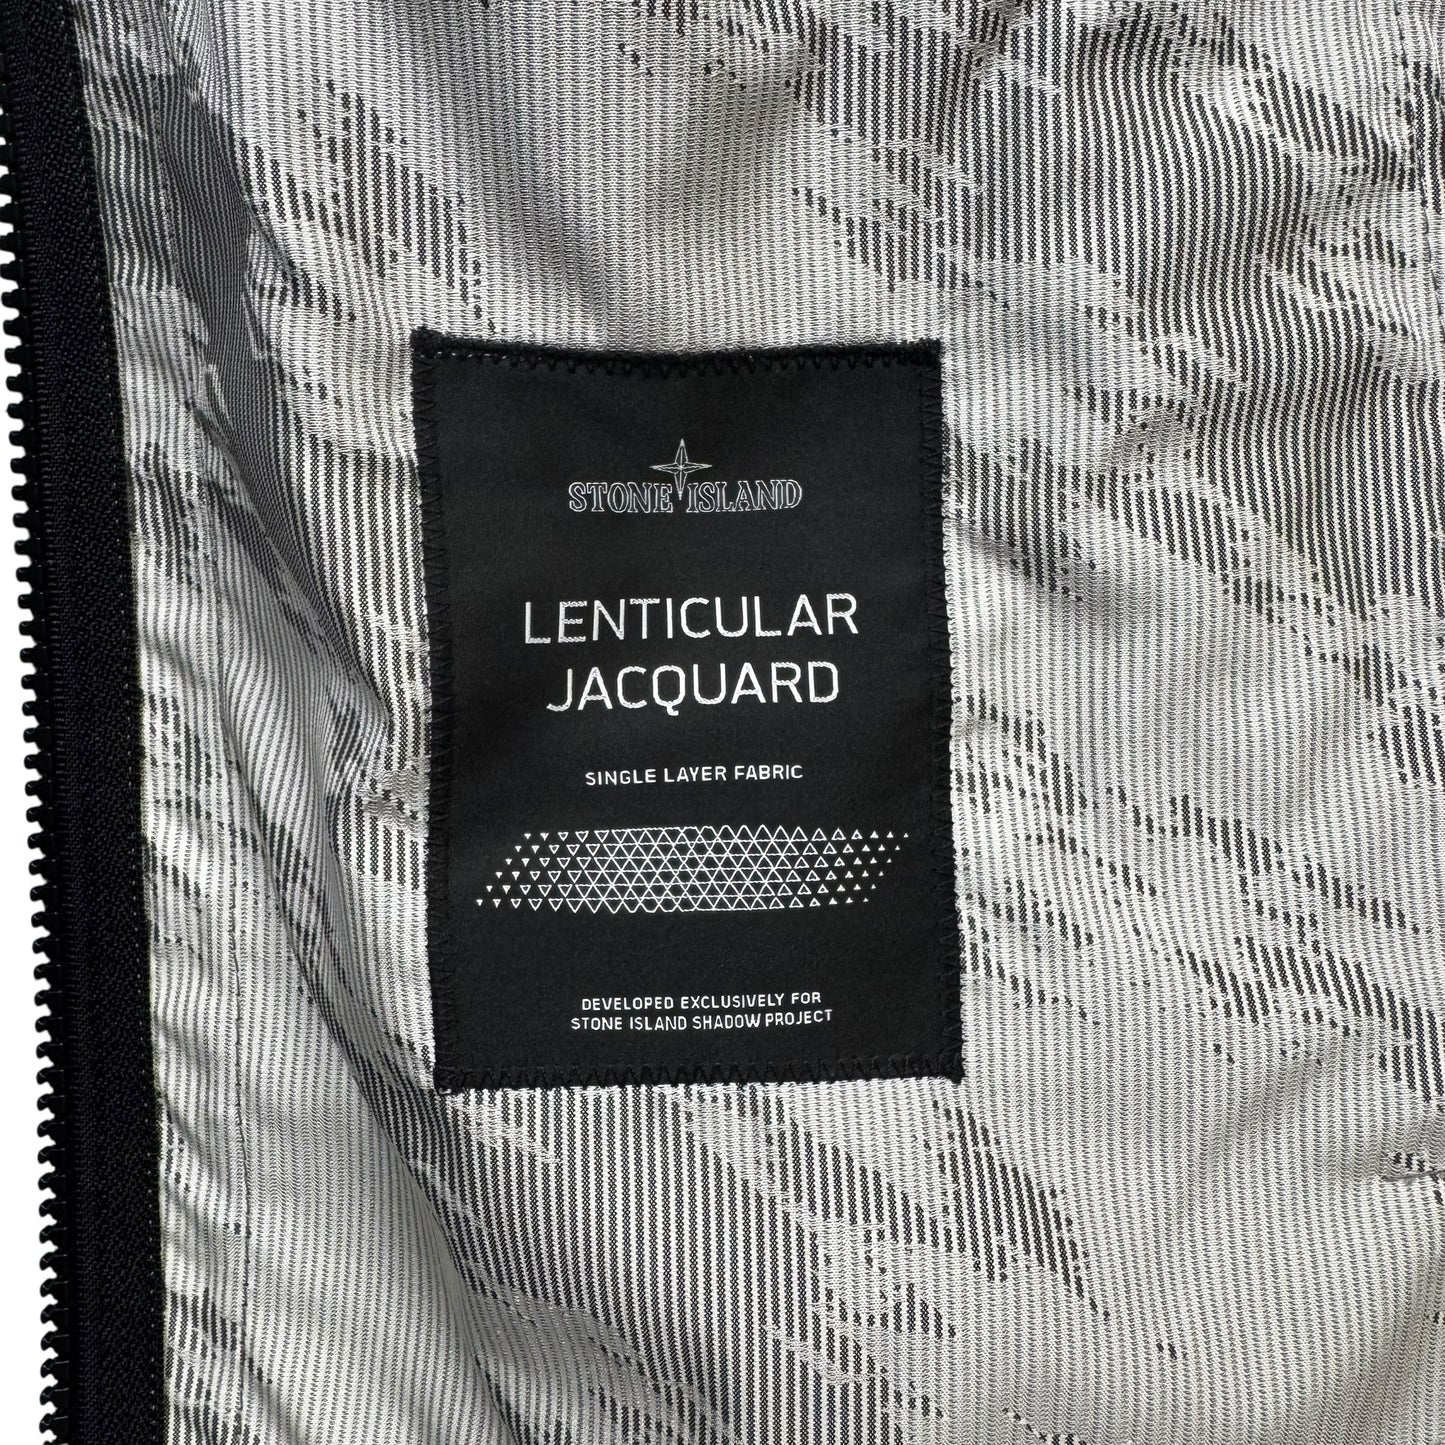 STONE ISLAND
LENTICULAR
JACQUARD
SINGLE LAYER FABRIC
DEVELOPED EXCLUSIVELY FOR
STONE ISLAND SHADOW PROJECT